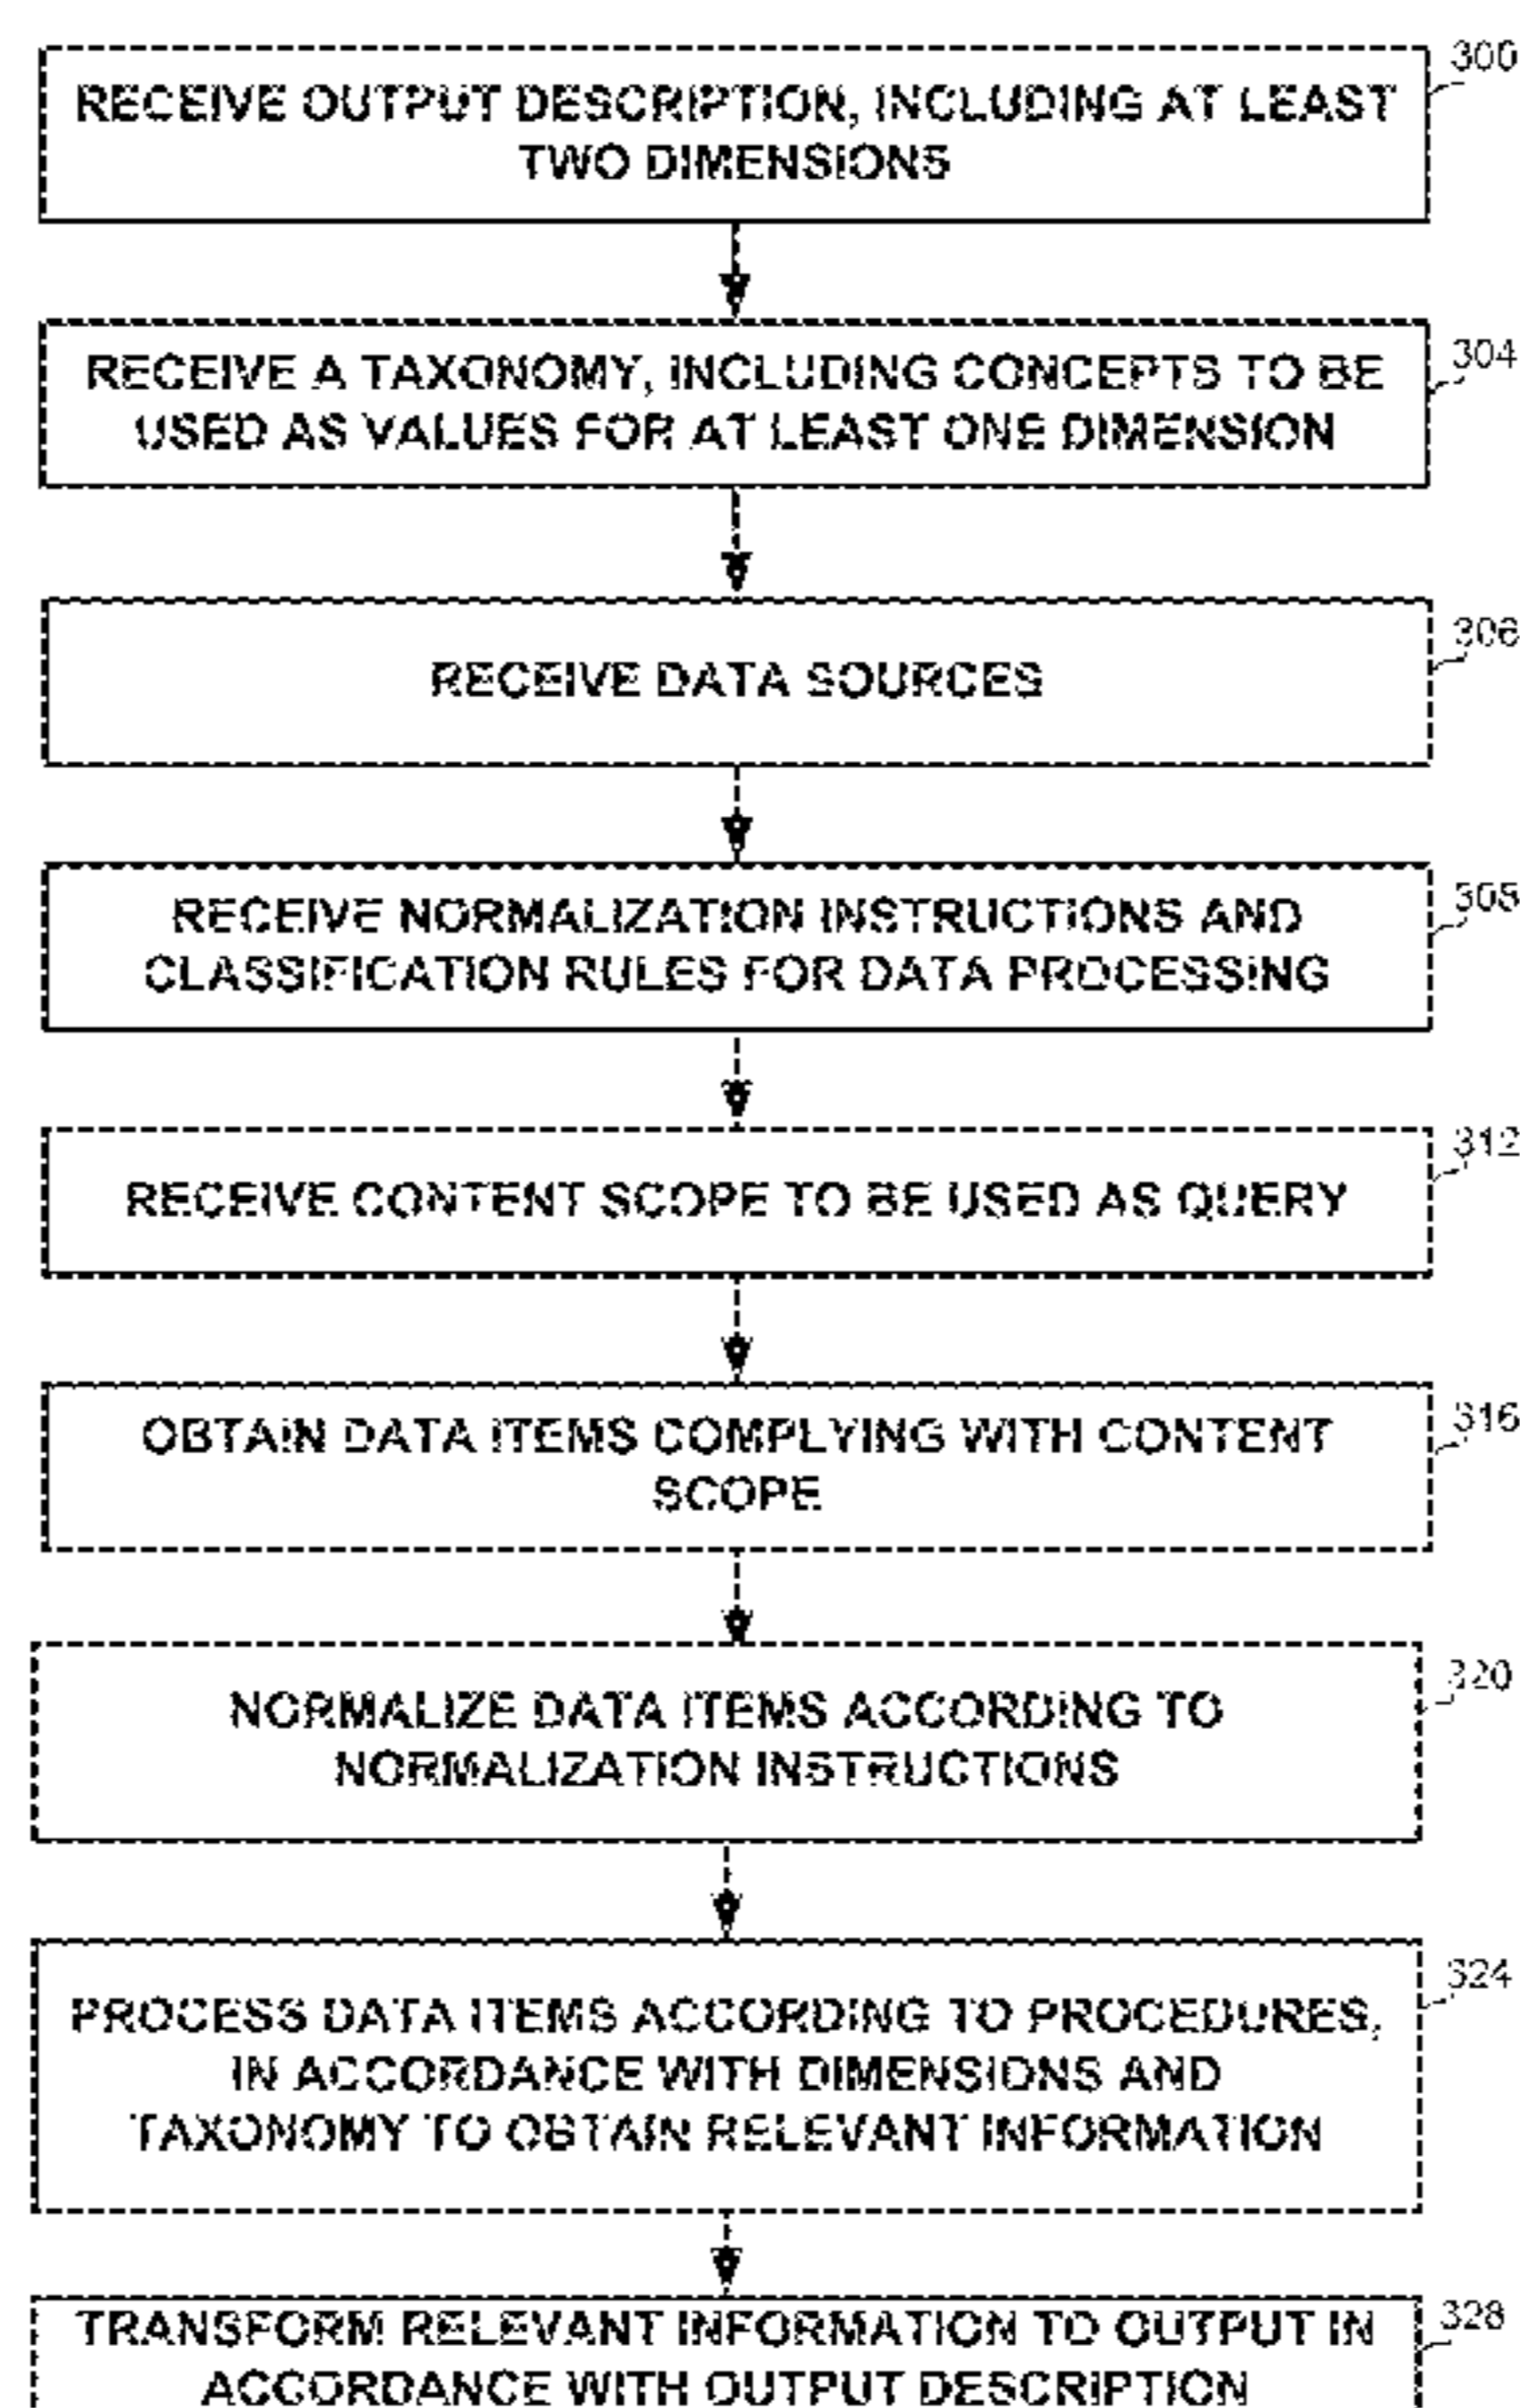 300
RECEIVE OUTPUT DESCRIPTION, INCLUDING AT LEAST
TWO DIMENSIONS
304
RECEIVE A TAXONOMY, INCLUDING CONCEPTS TO BE
USED AS VALUES FOR AT LEAST ONE DIMENSION
306
RECEIVE DATA SOURCES
308
RECEIVE NORMALIZATION INSTRUCTIONS AND
CLASSIFICATION RULES FOR DATA PROCESSING
312
RECEIVE CONTENT SCOPE TO BE USED AS QUERY
316
OBTAIN DATA ITEMS COMPLYING WITH CONTENT
SCOPE
320
NORMALIZE DATA ITEMS ACCORDING TO
NORMALIZATION INSTRUCTIONS
324
PROCESS DATA ITEMS ACCORDING TO PROCEDURES,
IN ACCORDANCE WITH DIMENSIONS AND
TAXONOMY TO OBTAIN RELEVANT INFORMATION
328
TRANSFORM RELEVANT INFORMATION TO OUTPUT IN
ACCORDANCE WITH OUTPUT DESCRIPTION